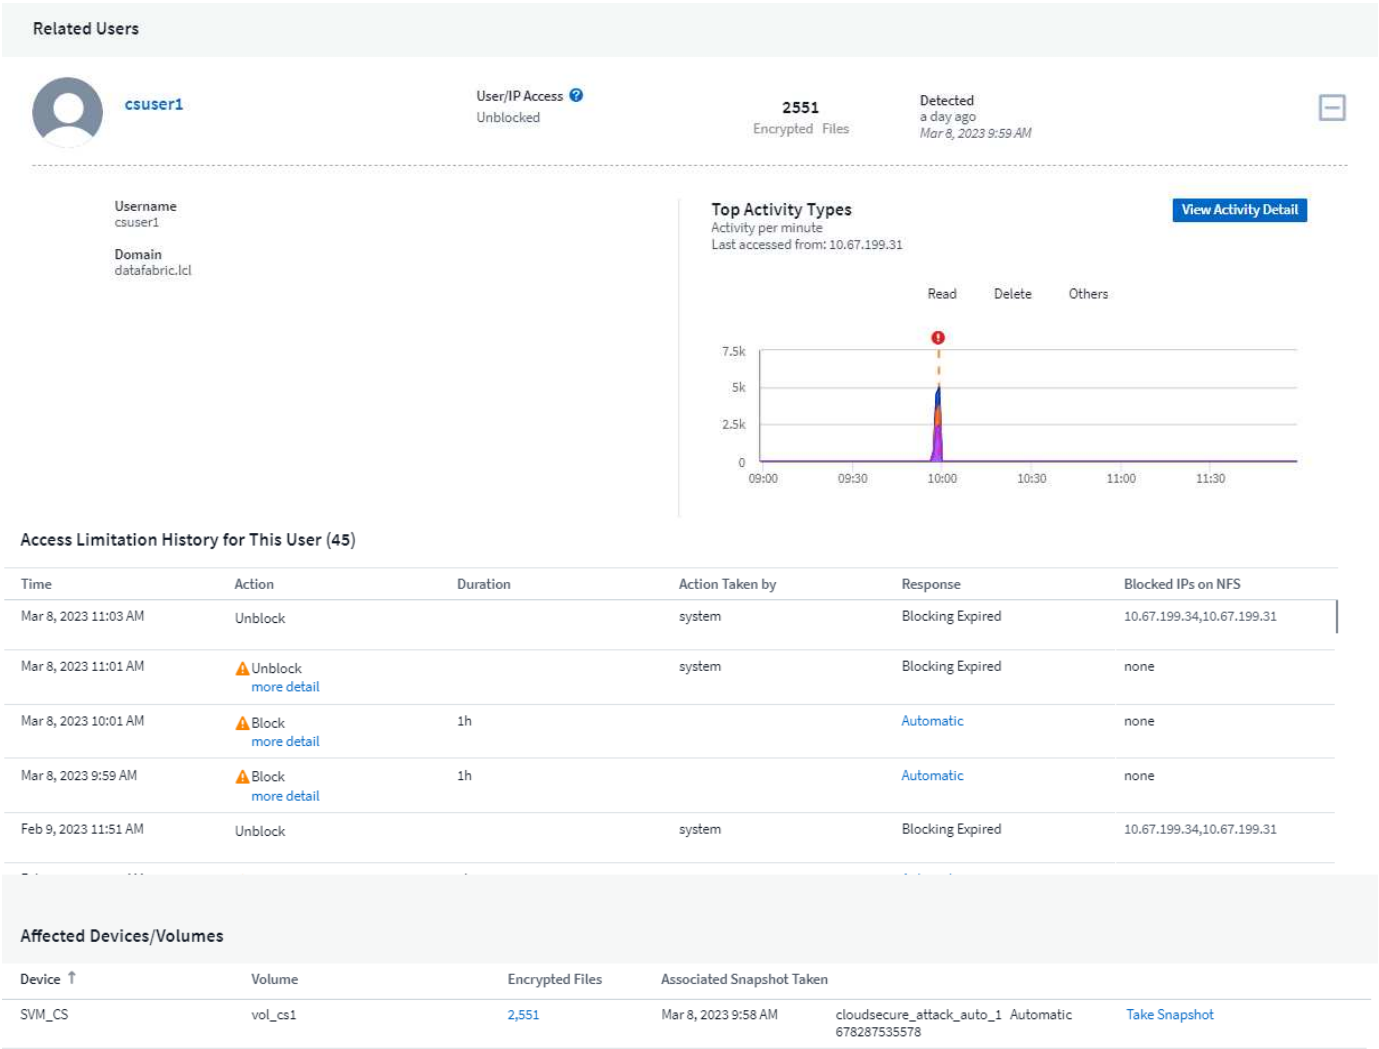 Related Users
csuser1
User/IP Access
Unblocked
2551
Encrypted Files
Detected
a day ago
Mar 8, 2023 9:59 AM
Username
csuser1
Domain
datafabric.lcl
Top Activity Types
Activity per minute
Last accessed from: 10.67.199.31
View Activity Detail
Read Delete Others
7.5k
5k
2.5k
0
09:00 09:30 10:00 10:30 11:00 11:30
Access Limitation History for This User (45)
Time Action Duration Action Taken by Response Blocked IPs on NFS
Mar 8, 2023 11:03 AM Unblock system Blocking Expired 10.67.199.34,10.67.199.31
Mar 8, 2023 11:01 AM Unblock system Blocking Expired none
more detail
Mar 8, 2023 10:01 AM Block 1h Automatic none
more detail
Mar 8, 2023 9:59 AM Block 1h Automatic none
more detail
Feb 9, 2023 11:51 AM Unblock system Blocking Expired 10.67.199.34,10.67.199.31
Affected Devices/Volumes
Device ↑ Volume Encrypted Files Associated Snapshot Taken
SVM_CS vol_cs1 2,551 Mar 8, 2023 9:58 AM cloudsecure_attack_auto_1 Automatic Take Snapshot
678287535578